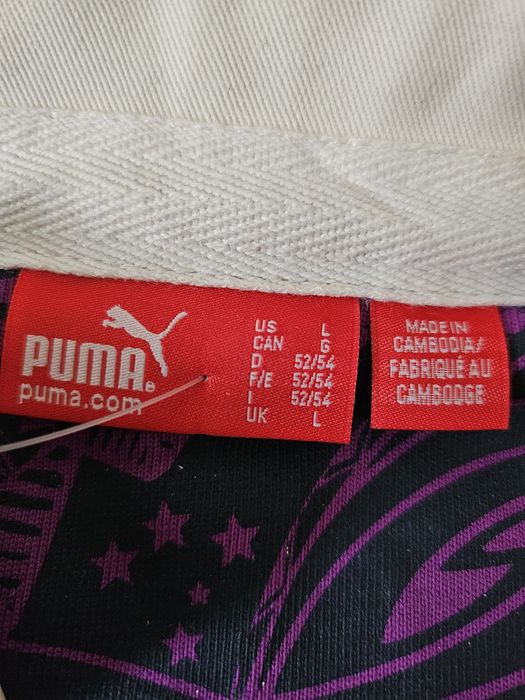 PUMA®
puma.com
US L
CAN G
D 52/54
F/E 52/54
I 52/54
UK L
MADE IN
CAMBODIA/
FABRIQUÉ AU
CAMBODGE